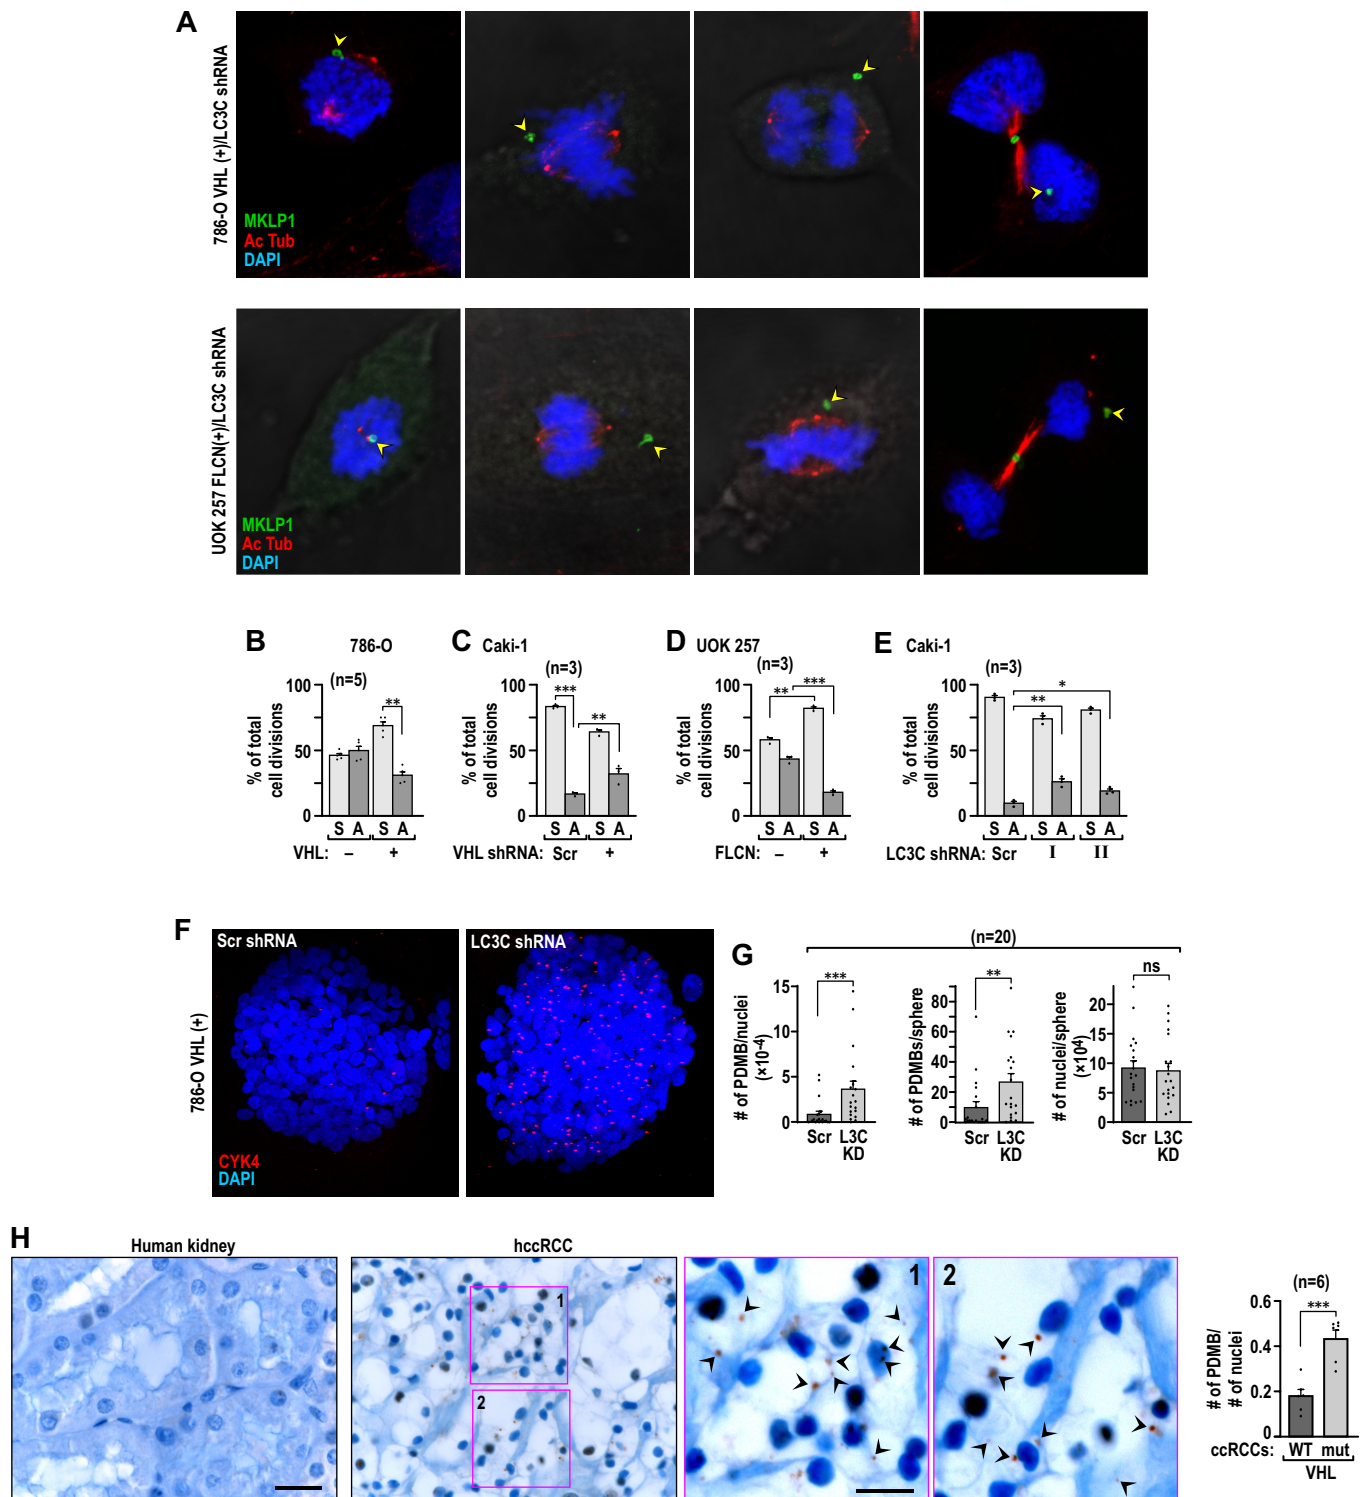 A
786-O VHL (+)/LC3C shRNA
MKLP1
Ac Tub
DAPI
UOK 257 FLCN(+)/LC3C shRNA
MKLP1
Ac Tub
DAPI
B
786-O
(n=5)
% of total
cell divisions
100
50
0
**
S A S A
VHL: – +
C
Caki-1
(n=3)
% of total
cell divisions
100
50
0
***
**
S A S A
VHL shRNA: Scr +
D
UOK 257
(n=3)
% of total
cell divisions
100
50
0
**
***
S A S A
FLCN: – +
E
Caki-1
(n=3)
% of total
cell divisions
100
50
0
*
**
S A S A S A
LC3C shRNA: Scr I II
F
786-O VHL (+)
Scr shRNA
LC3C shRNA
CYK4
DAPI
G
(n=20)
# of PDMB/nuclei
(×10⁻⁴)
15
10
5
0
***
Scr L3C
KD
# of PDMBs/sphere
80
60
40
20
0
**
Scr L3C
KD
# of nuclei/sphere
(×10⁴)
20
15
10
5
0
ns
Scr L3C
KD
H
Human kidney
hccRCC
1
2
1
2
(n=6)
# of PDMB/
# of nuclei
0.6
0.4
0.2
0
***
ccRCCs: WT mut
VHL